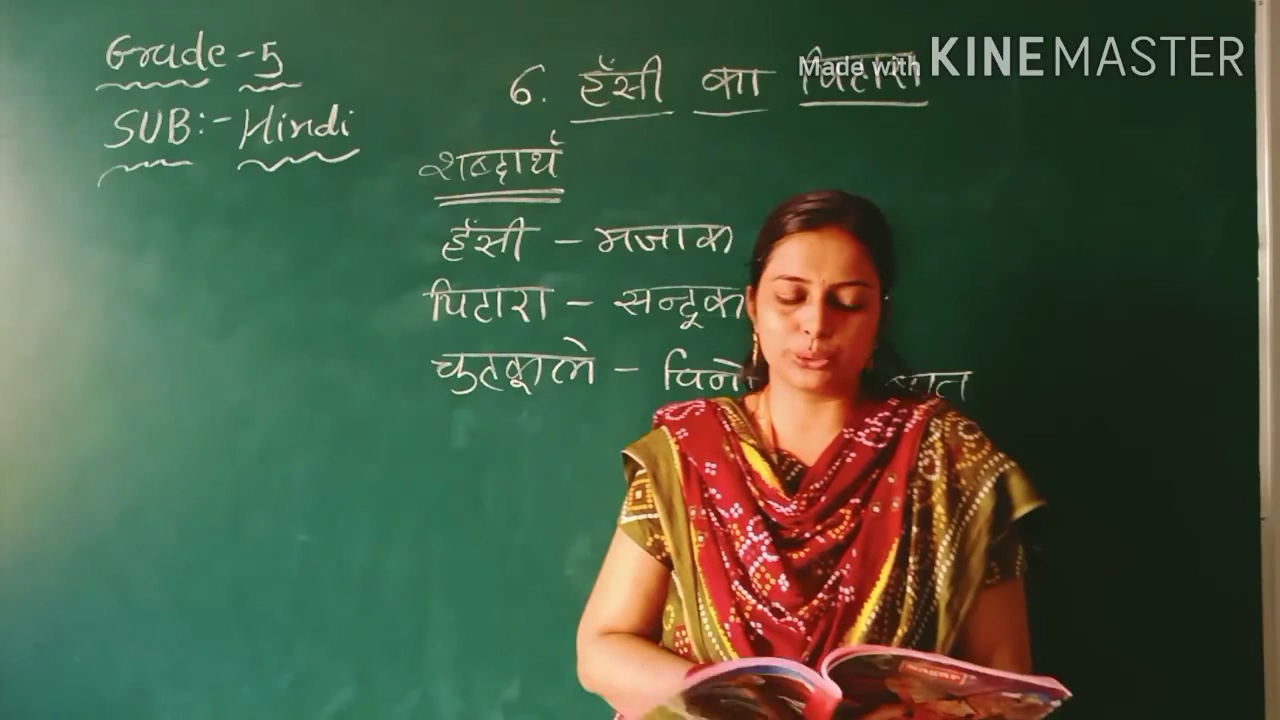 Grade - 5
SUB:- Hindi
6. हँसी का पिटारा
Made with KINEMASTER
शब्दार्थ
हँसी - मजाक
पिटारा - सन्दूक
चुटकूले -